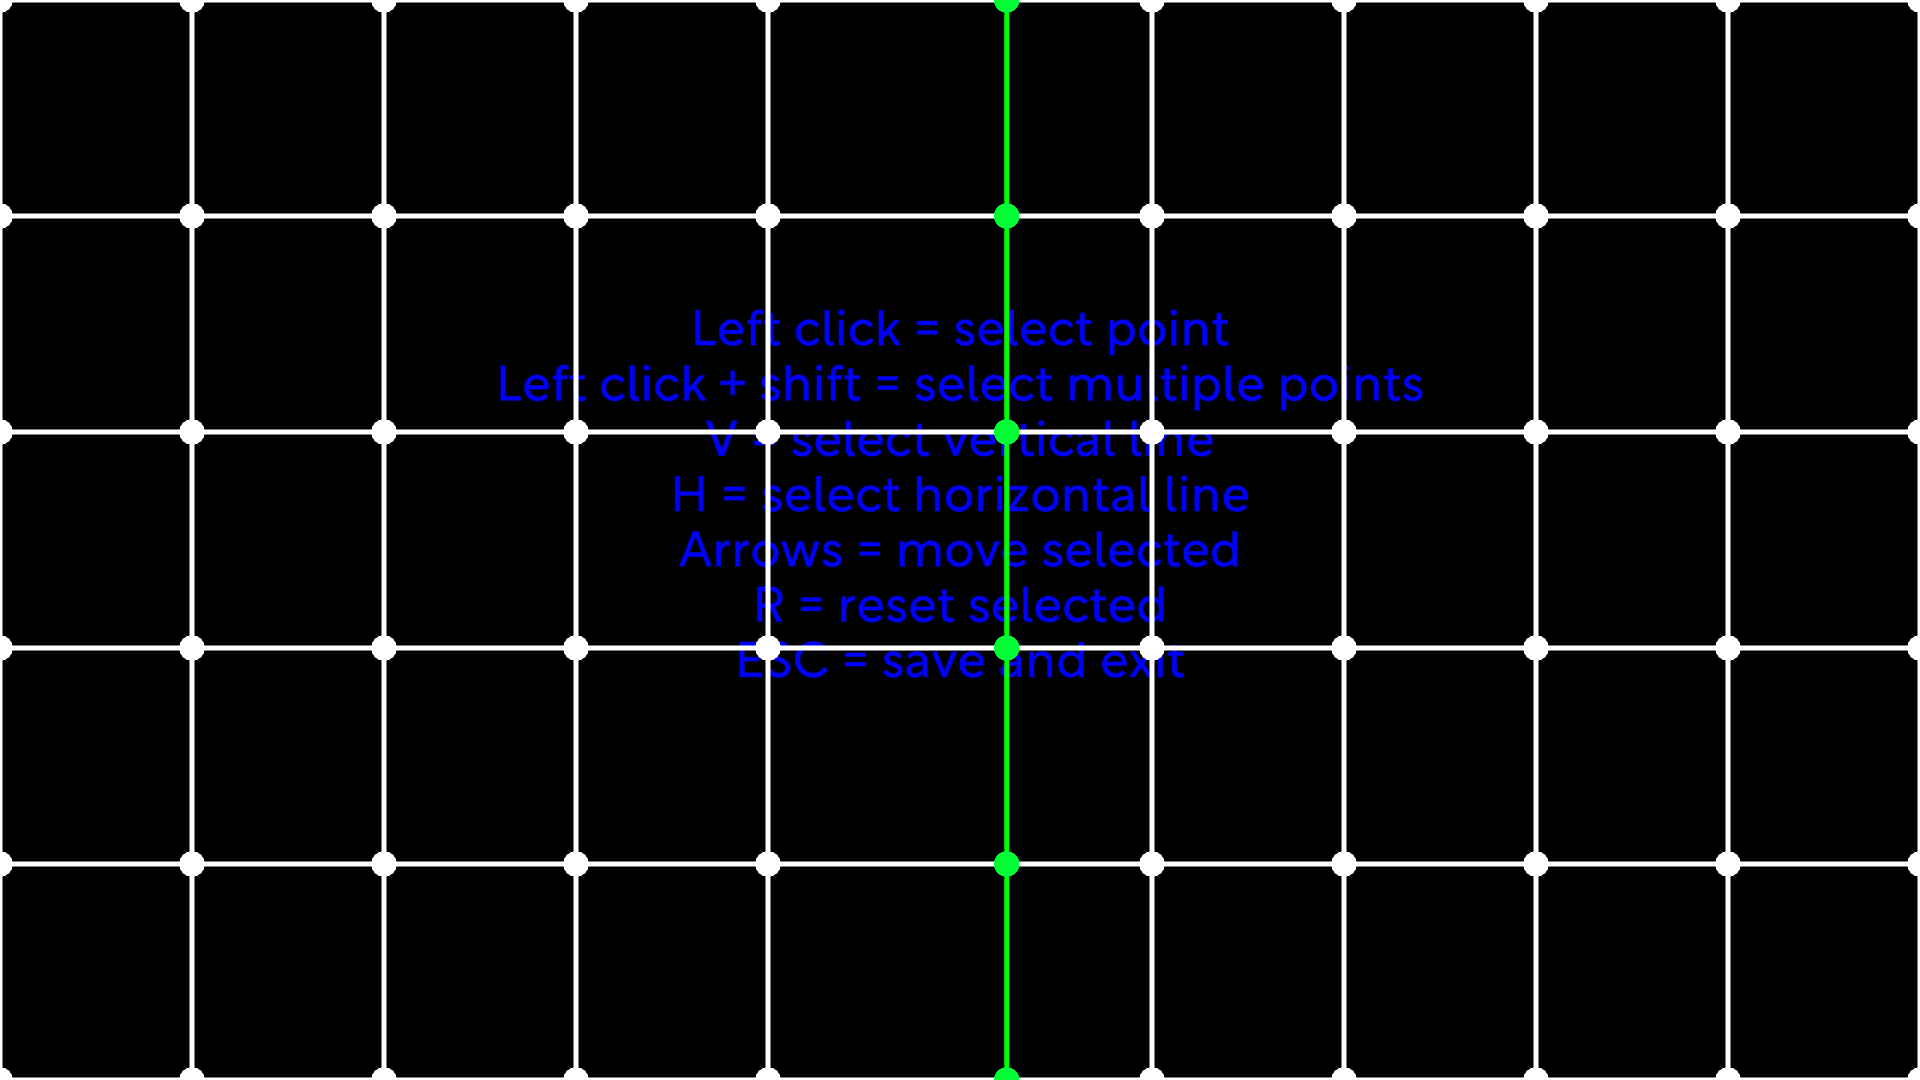 Left click = select point
Left click + shift = select multiple points
V = select vertical line
H = select horizontal line
Arrows = move selected
R = reset selected
ESC = save and exit